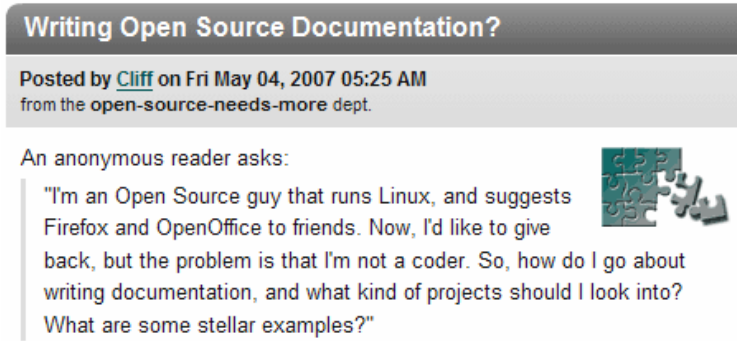 Writing Open Source Documentation?
Posted by Cliff on Fri May 04, 2007 05:25 AM
from the open-source-needs-more dept.
An anonymous reader asks:
"I'm an Open Source guy that runs Linux, and suggests
Firefox and OpenOffice to friends. Now, I'd like to give
back, but the problem is that I'm not a coder. So, how do I go about
writing documentation, and what kind of projects should I look into?
What are some stellar examples?"